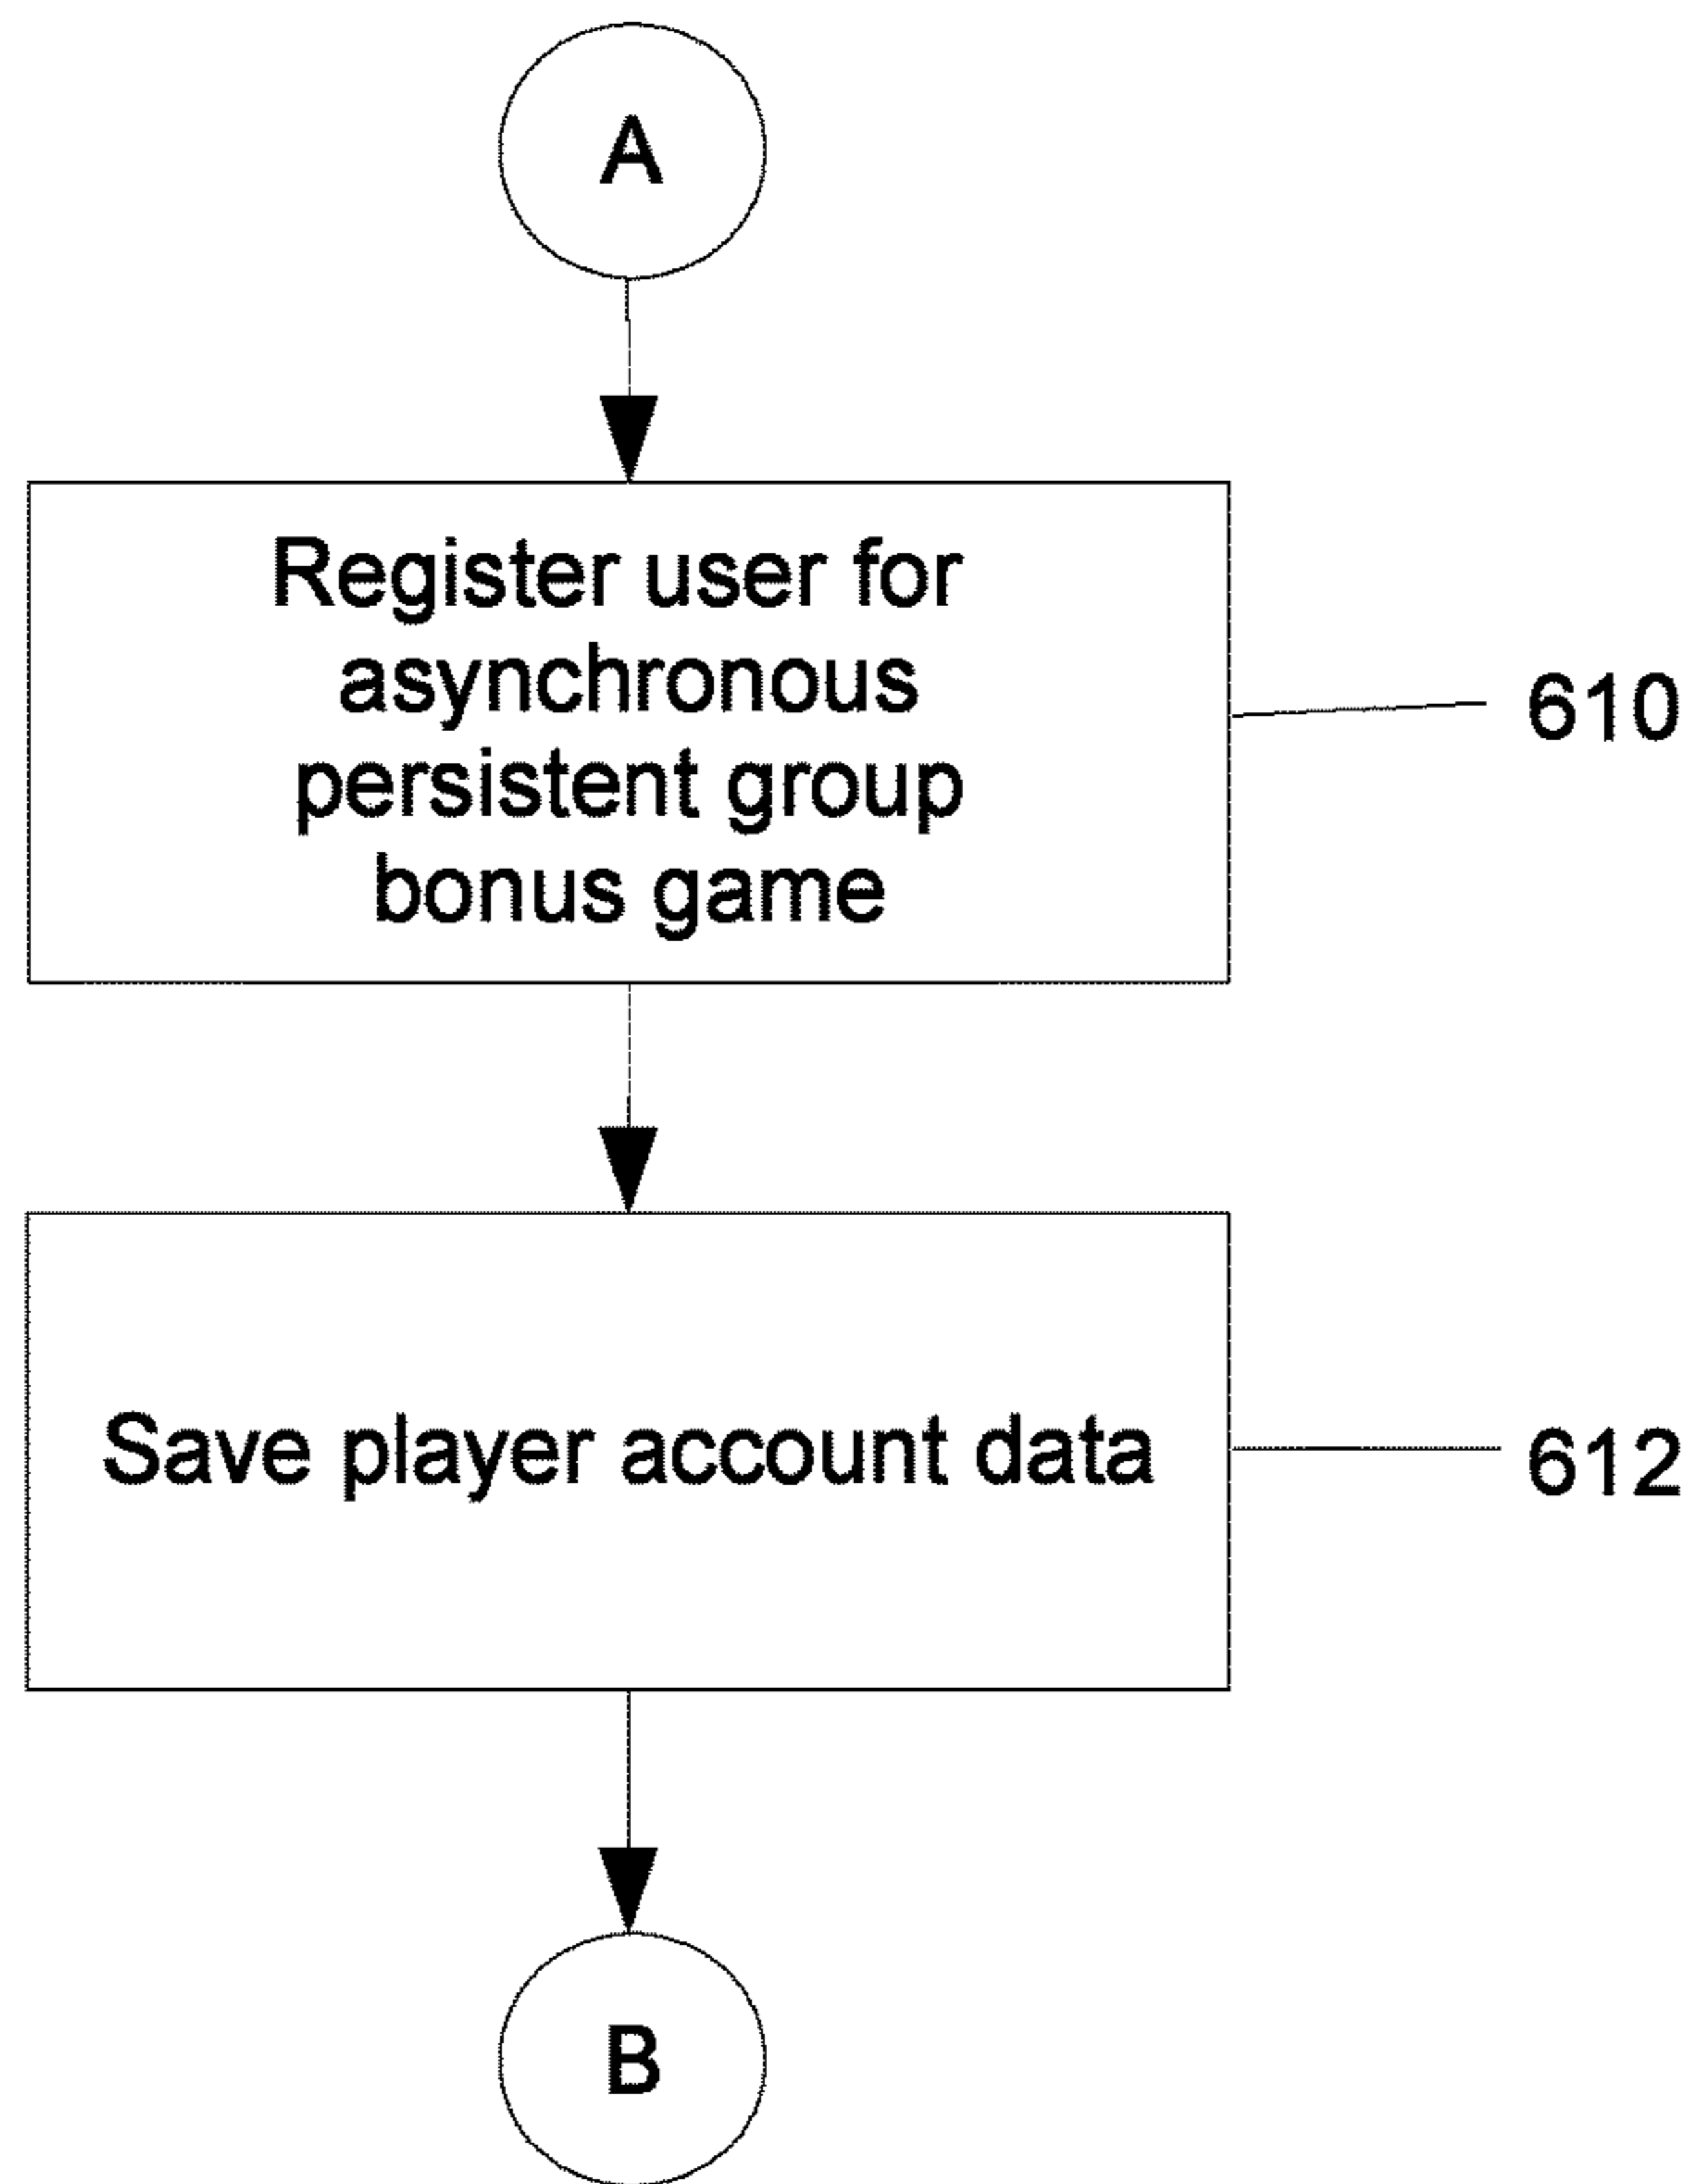 A
Register user for
asynchronous
persistent group
bonus game
610
Save player account data
612
B